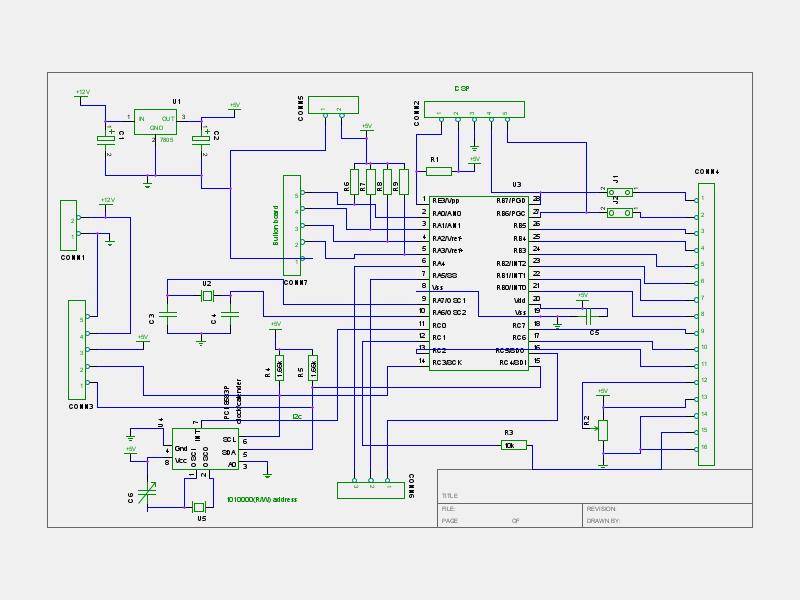 CSP
+12V
U1
+5V
1
IN
OUT
3
GND
2
7805
C1
C2
CONN5
1
2
+5V
CONN2
1
2
3
4
5
+5V
R1
R6
R7
R8
R9
U3
J1
J2
CONN4
1 RE3/Vpp RB7/PGD 28
2 RA0/AN0 RB6/PGC 27
3 RA1/AN1 RB5 26
4 RA2/Vref- RB4 25
5 RA3/Vref+ RB3 24
6 RA4 RB2/INT2 23
7 RA5/SS RB1/INT1 22
8 Vss RB0/INT0 21
9 RA7/OSC1 Vdd 20
10 RA6/OSC2 Vss 19
11 RC0 RC7 18
12 RC1 RC6 17
13 RC2 RC5/SDO 16
14 RC3/SCK RC4/SDI 15
+12V
2
1
CONN1
Button board
5
4
3
2
1
CONN7
1
2
3
4
5
6
7
8
9
10
11
12
13
14
15
16
U2
C3
C4
+5V
C5
5
4
3
2
1
CONN3
+5V
+5V
R4
1.66k
R5
1.66k
+5V
R2
U4
PCF8583P
clock/calender
i2c
INT
7
SCL 6
SDA 5
A0 3
4 Gnd
8 Vcc
OSCI
OSCO
1
2
+5V
C6
U5
1010000(R/W) address
3
2
1
CONN6
R3
10k
TITLE
FILE:
REVISION:
PAGE
OF
DRAWN BY: